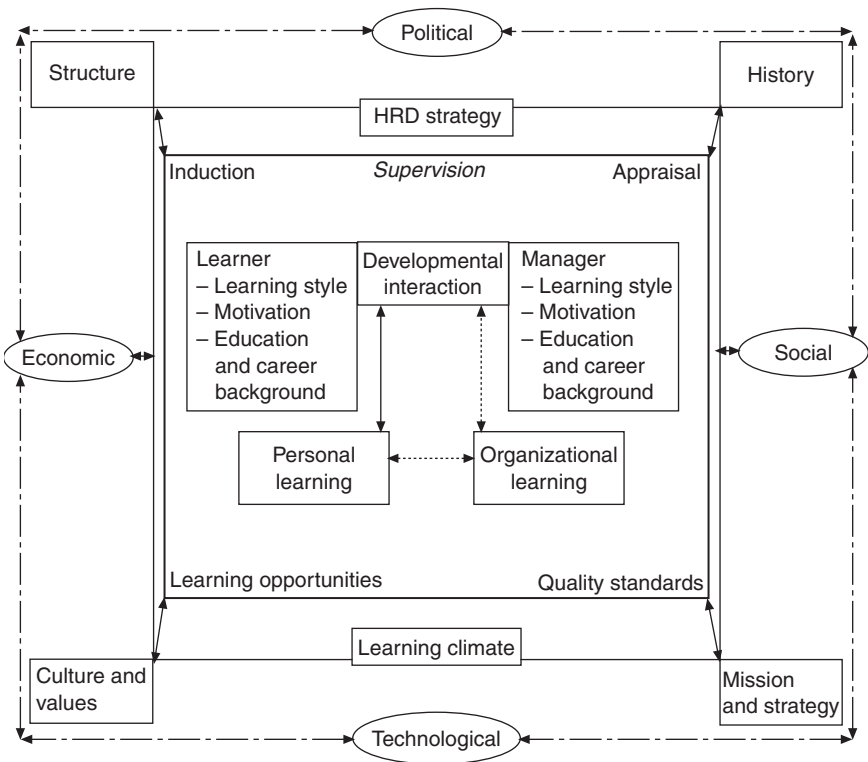 Political
Structure
History
HRD strategy
Induction
Supervision
Appraisal
Learner
– Learning style
– Motivation
– Education
and career
background
Developmental
interaction
Manager
– Learning style
– Motivation
– Education
and career
background
Economic
Social
Personal
learning
Organizational
learning
Learning opportunities
Quality standards
Learning climate
Culture and
values
Mission
and strategy
Technological